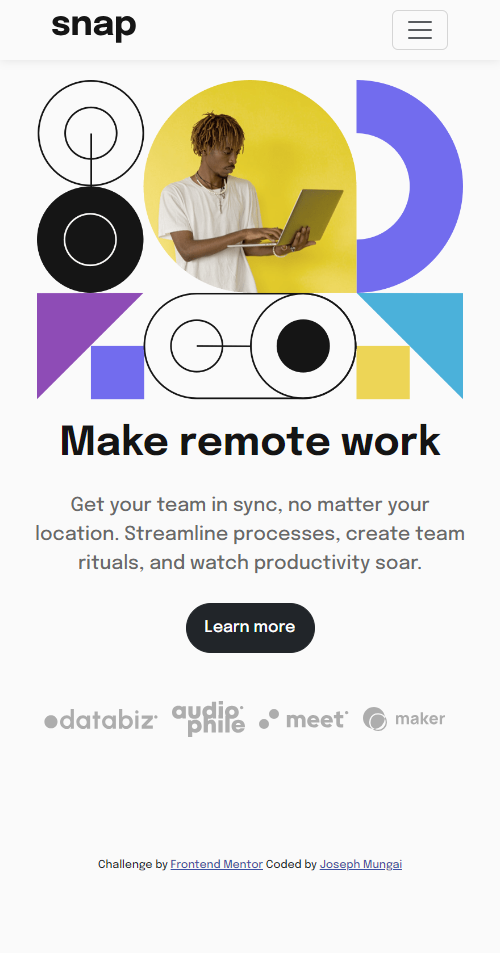 snap
Make remote work
Get your team in sync, no matter your
location. Streamline processes, create team
rituals, and watch productivity soar.
Learn more
databiz audiophile meet maker
Challenge by Frontend Mentor Coded by Joseph Mungai